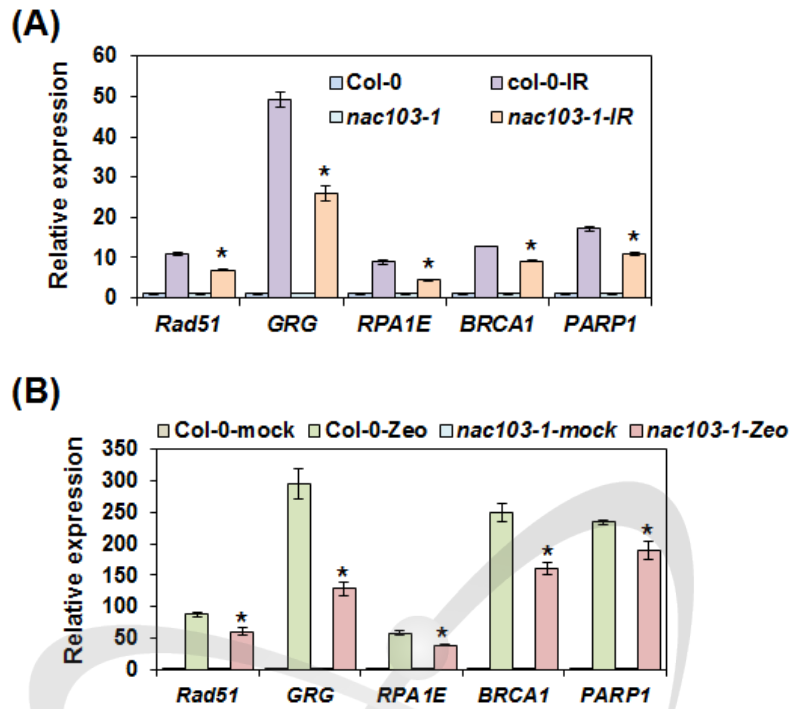 (A)
60
50
40
30
20
10
0
Relative expression
Col-0 col-0-IR
nac103-1 nac103-1-IR
* * * * *
Rad51 GRG RPA1E BRCA1 PARP1
(B)
Col-0-mock Col-0-Zeo nac103-1-mock nac103-1-Zeo
350
300
250
200
150
100
50
0
Relative expression
* * * * *
Rad51 GRG RPA1E BRCA1 PARP1